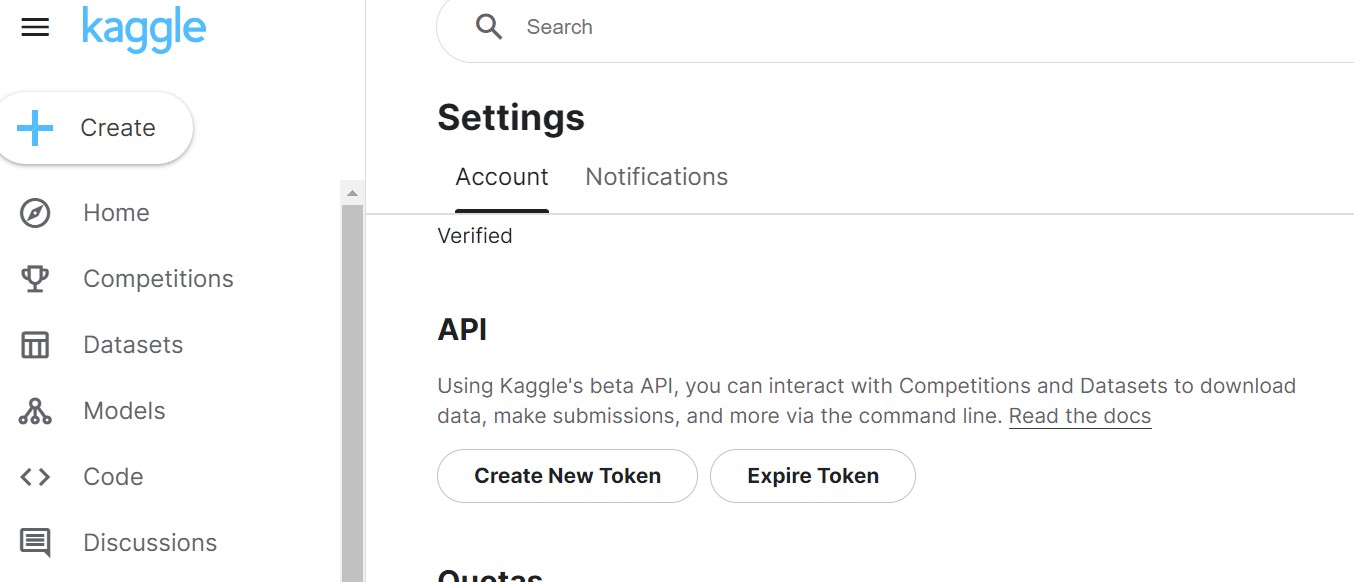 kaggle
Search
Create
Settings
Account Notifications
Home
Verified
Competitions
API
Datasets
Using Kaggle's beta API, you can interact with Competitions and Datasets to download
data, make submissions, and more via the command line. Read the docs
Models
Create New Token Expire Token
Code
Discussions
Quotas